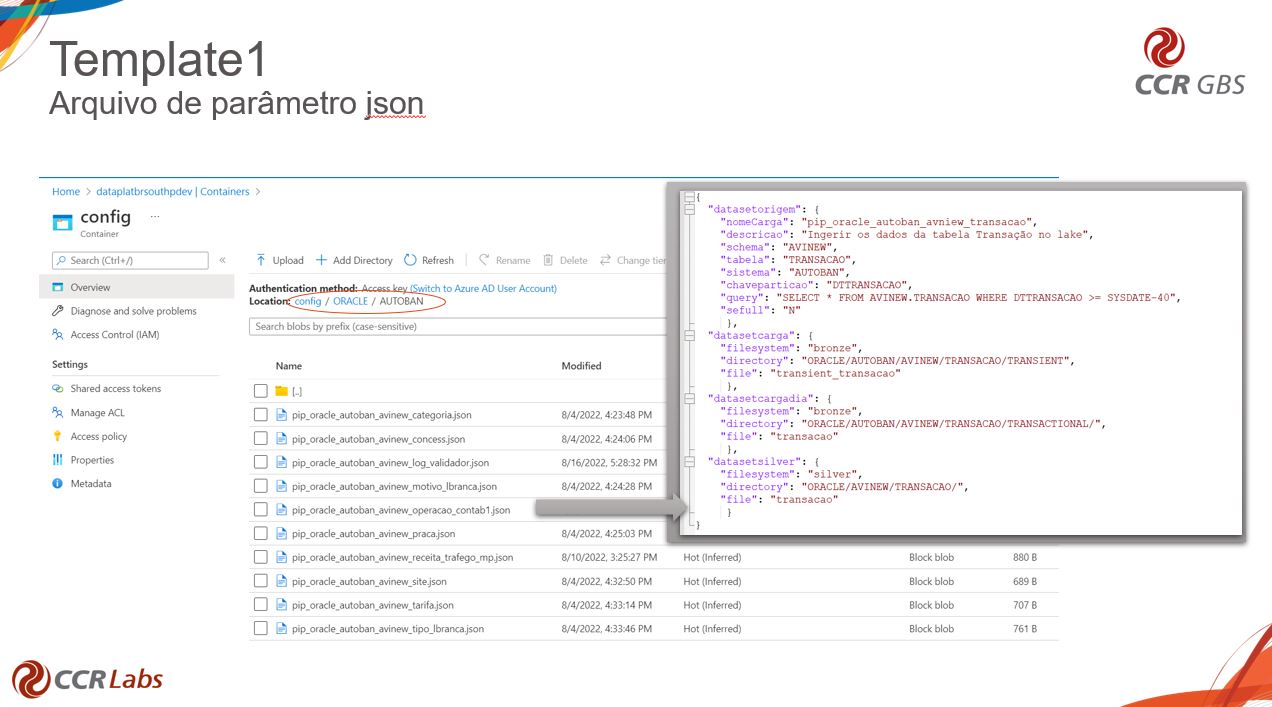 Template1
Arquivo de parâmetro json
CCR GBS
Home > dataplatbrsouthpdev | Containers >
config ...
Container
Search (Ctrl+/) «
Overview
Diagnose and solve problems
Access Control (IAM)
Settings
Shared access tokens
Manage ACL
Access policy
Properties
Metadata
Upload + Add Directory Refresh Rename Delete Change tier
Authentication method: Access key (Switch to Azure AD User Account)
Location: config / ORACLE / AUTOBAN
Search blobs by prefix (case-sensitive)
Name Modified
[..]
pip_oracle_autoban_avinew_categoria.json 8/4/2022, 4:23:48 PM
pip_oracle_autoban_avinew_concess.json 8/4/2022, 4:24:06 PM
pip_oracle_autoban_avinew_log_validador.json 8/16/2022, 5:28:32 PM
pip_oracle_autoban_avinew_motivo_lbranca.json 8/4/2022, 4:24:28 PM
pip_oracle_autoban_avinew_operacao_contab1.json
pip_oracle_autoban_avinew_praca.json 8/4/2022, 4:25:03 PM
pip_oracle_autoban_avinew_receita_trafego_mp.json 8/10/2022, 3:25:27 PM Hot (Inferred) Block blob 880 B
pip_oracle_autoban_avinew_site.json 8/4/2022, 4:32:50 PM Hot (Inferred) Block blob 689 B
pip_oracle_autoban_avinew_tarifa.json 8/4/2022, 4:33:14 PM Hot (Inferred) Block blob 707 B
pip_oracle_autoban_avinew_tipo_lbranca.json 8/4/2022, 4:33:46 PM Hot (Inferred) Block blob 761 B
{
"datasetorigem": {
"nomeCarga": "pip_oracle_autoban_avniew_transacao",
"descricao": "Ingerir os dados da tabela Transação no lake",
"schema": "AVINEW",
"tabela": "TRANSACAO",
"sistema": "AUTOBAN",
"chaveparticao": "DTTRANSACAO",
"query": "SELECT * FROM AVINEW.TRANSACAO WHERE DTTRANSACAO >= SYSDATE-40",
"sefull": "N"
},
"datasetcarga": {
"filesystem": "bronze",
"directory": "ORACLE/AUTOBAN/AVINEW/TRANSACAO/TRANSIENT",
"file": "transient_transacao"
},
"datasetcargadia": {
"filesystem": "bronze",
"directory": "ORACLE/AUTOBAN/AVINEW/TRANSACAO/TRANSACTIONAL/",
"file": "transacao"
},
"datasetsilver": {
"filesystem": "silver",
"directory": "ORACLE/AVINEW/TRANSACAO/",
"file": "transacao"
}
}
CCR Labs